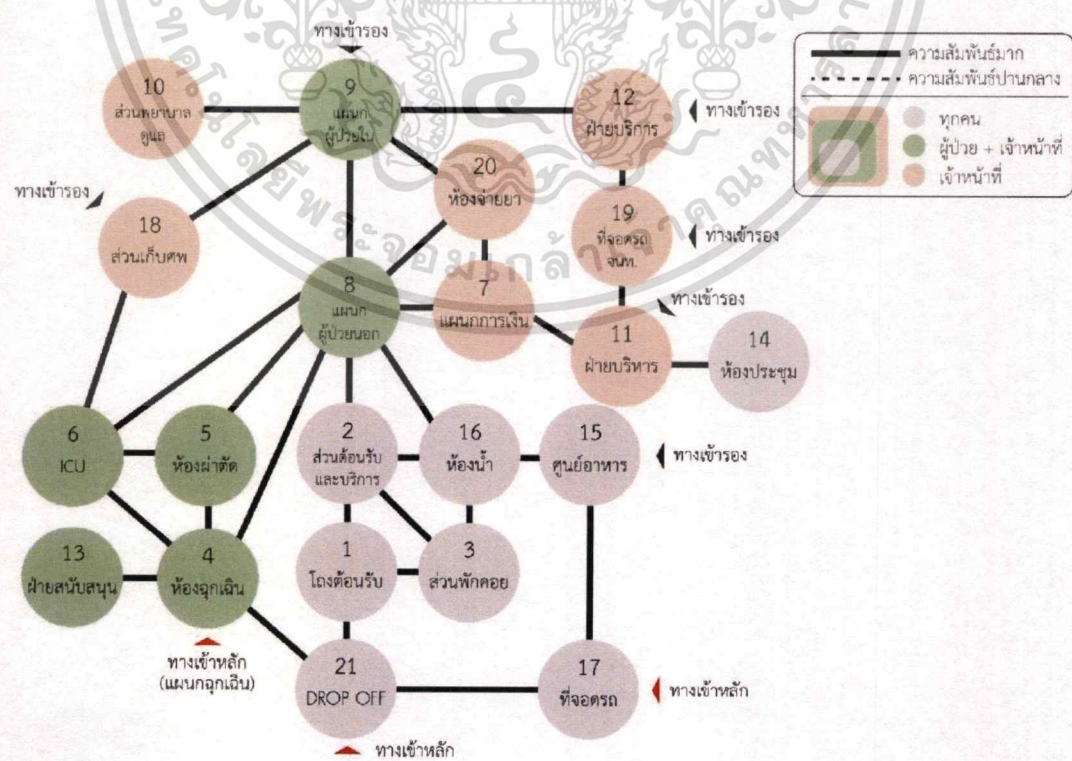 ทางเข้ารอง
ความสัมพันธ์มาก
ความสัมพันธ์ปานกลาง
ทุกคน
ผู้ป่วย + เจ้าหน้าที่
เจ้าหน้าที่
10
ส่วนพยาบาล
ดูแล
9
แผนก
ผู้ป่วยใน
12
ฝ่ายบริการ
ทางเข้ารอง
20
ห้องจ่ายยา
ทางเข้ารอง
18
ส่วนเก็บศพ
19
ที่จอดรถ
จนท.
ทางเข้ารอง
8
แผนก
ผู้ป่วยนอก
7
แผนกการเงิน
ทางเข้ารอง
11
ฝ่ายบริหาร
14
ห้องประชุม
6
ICU
5
ห้องผ่าตัด
2
ส่วนต้อนรับ
และบริการ
16
ห้องน้ำ
15
ศูนย์อาหาร
ทางเข้ารอง
13
ฝ่ายสนับสนุน
4
ห้องฉุกเฉิน
1
โถงต้อนรับ
3
ส่วนพักคอย
ทางเข้าหลัก
(แผนกฉุกเฉิน)
21
DROP OFF
17
ที่จอดรถ
ทางเข้าหลัก
ทางเข้าหลัก